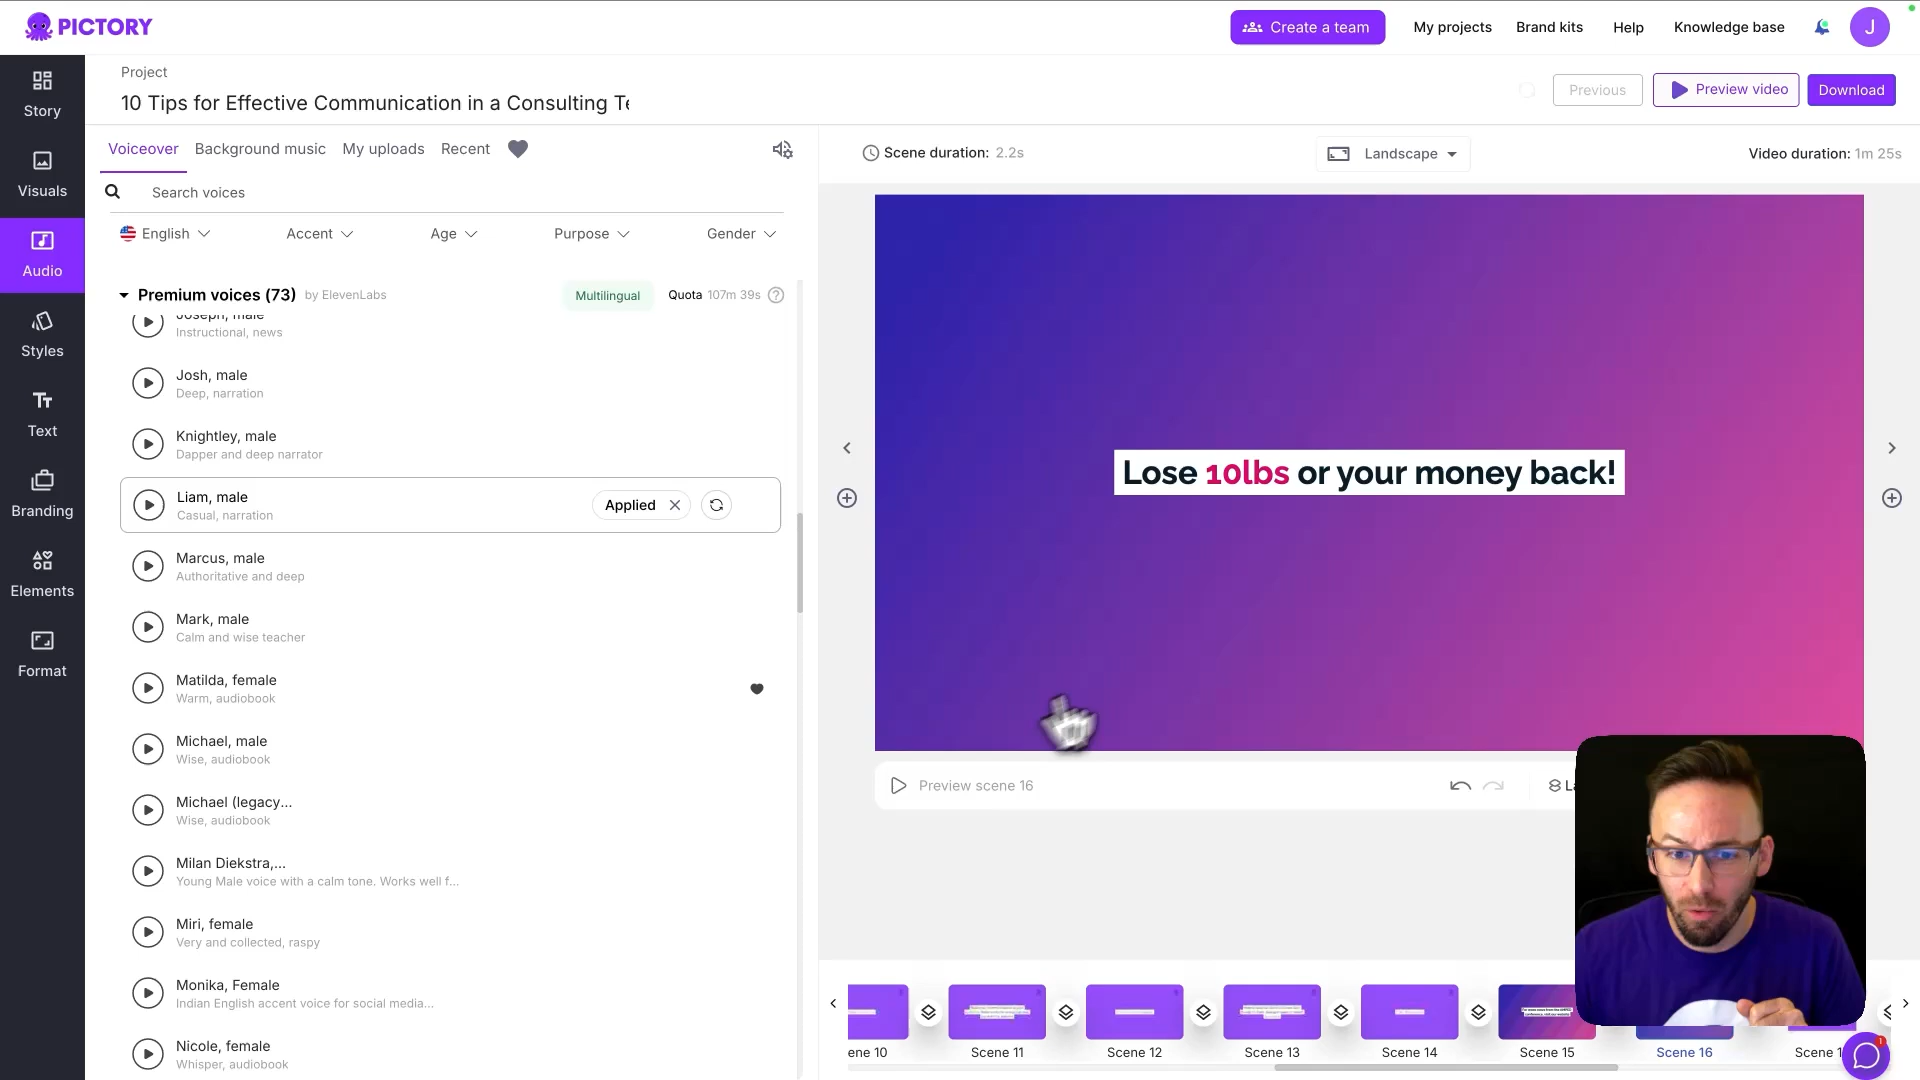 PICTORY
Create a team
My projects
Brand kits
Help
Knowledge base
J
Project
10 Tips for Effective Communication in a Consulting Te
Previous
Preview video
Download
Story
Visuals
Audio
Styles
Text
Branding
Elements
Format
Voiceover
Background music
My uploads
Recent
Search voices
English
Accent
Age
Purpose
Gender
Premium voices (73) by ElevenLabs
Multilingual
Quota 107m 39s
?
Joseph, male
Instructional, news
Josh, male
Deep, narration
Knightley, male
Dapper and deep narrator
Liam, male
Casual, narration
Applied
Marcus, male
Authoritative and deep
Mark, male
Calm and wise teacher
Matilda, female
Warm, audiobook
Michael, male
Wise, audiobook
Michael (legacy...
Wise, audiobook
Milan Diekstra,...
Young Male voice with a calm tone. Works well f...
Miri, female
Very and collected, raspy
Monika, Female
Indian English accent voice for social media...
Nicole, female
Whisper, audiobook
Scene duration: 2.2s
Landscape
Video duration: 1m 25s
Lose 10lbs or your money back!
Preview scene 16
La
ene 10
Scene 11
Scene 12
Scene 13
Scene 14
Scene 15
Scene 16
Scene 1
1